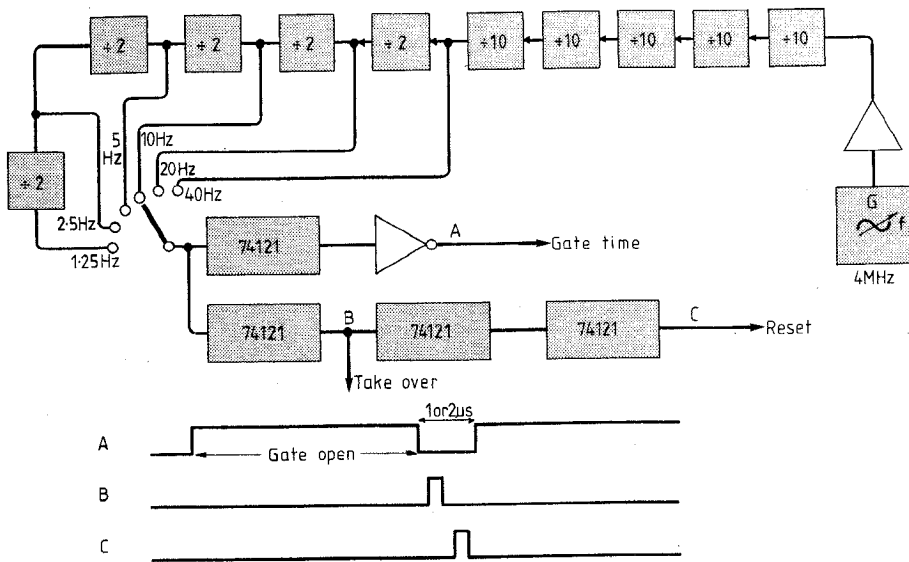 ÷ 2
÷ 2
÷ 2
÷ 2
÷10
÷10
÷10
÷10
÷10
5
Hz
10Hz
20Hz
40Hz
÷ 2
2·5Hz
1·25Hz
74121
A
Gate time
G
f
4MHz
74121
B
74121
74121
C
Reset
Take over
1or2µs
A
Gate open
B
C